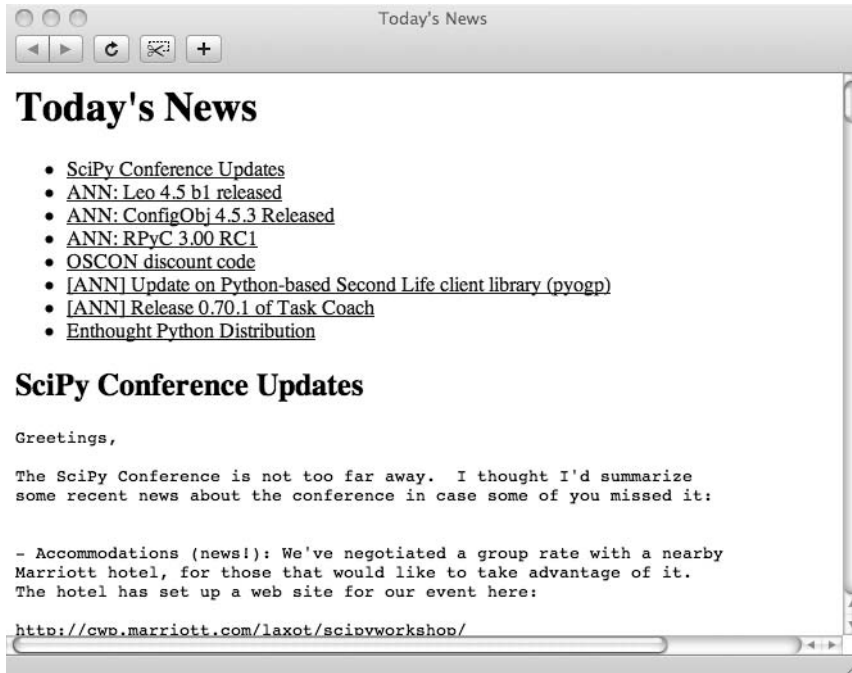 Today's News
Today's News
• SciPy Conference Updates
• ANN: Leo 4.5 b1 released
• ANN: ConfigObj 4.5.3 Released
• ANN: RPyC 3.00 RC1
• OSCON discount code
• [ANN] Update on Python-based Second Life client library (pyogp)
• [ANN] Release 0.70.1 of Task Coach
• Enthought Python Distribution
SciPy Conference Updates
Greetings,
The SciPy Conference is not too far away.  I thought I'd summarize
some recent news about the conference in case some of you missed it:
- Accommodations (news!): We've negotiated a group rate with a nearby
Marriott hotel, for those that would like to take advantage of it.
The hotel has set up a web site for our event here:
http://cwp.marriott.com/laxot/scipyworkshop/